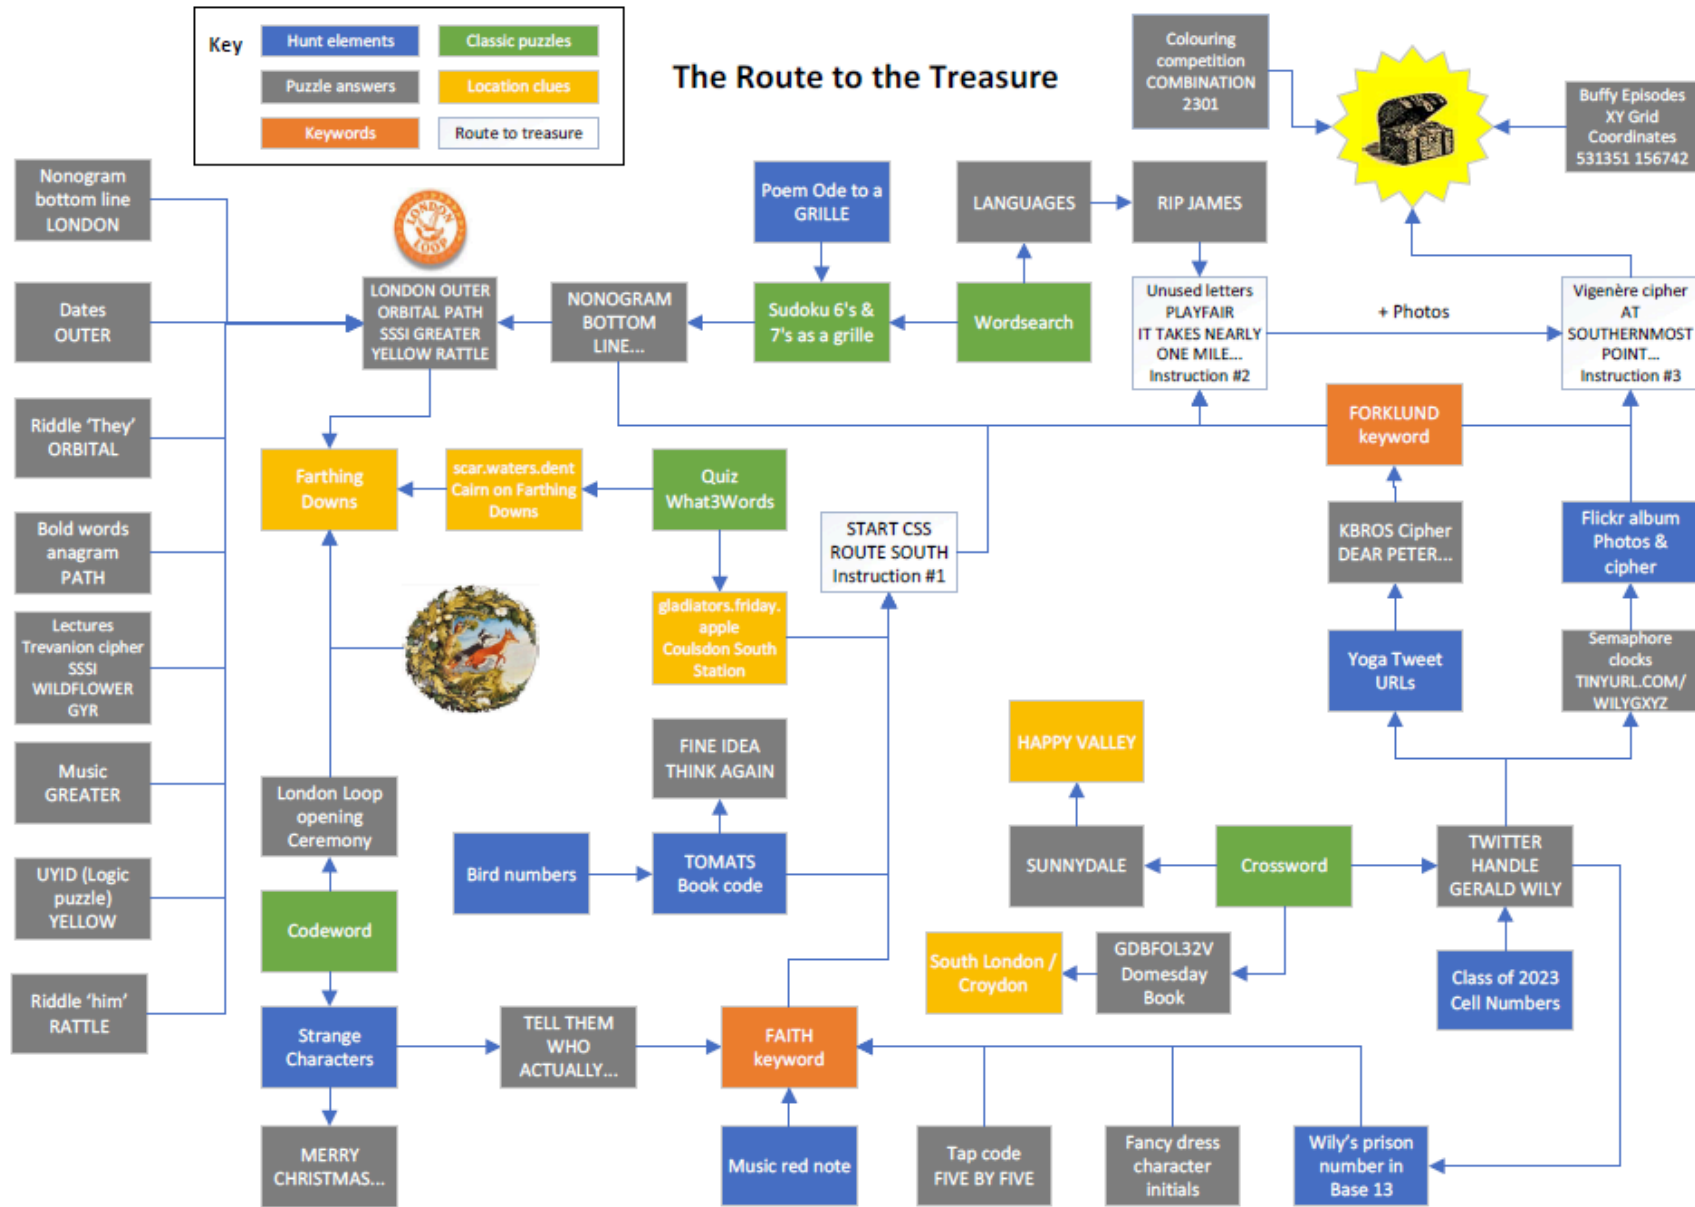 The Route to the Treasure
Key
Hunt elements
Classic puzzles
Puzzle answers
Location clues
Keywords
Route to treasure
Colouring
competition
COMBINATION
2301
Buffy Episodes
XY Grid
Coordinates
531351 156742
Nonogram
bottom line
LONDON
LONDON
LOOP
Poem Ode to a
GRILLE
LANGUAGES
RIP JAMES
Dates
OUTER
LONDON OUTER
ORBITAL PATH
SSSI GREATER
YELLOW RATTLE
NONOGRAM
BOTTOM
LINE...
Sudoku 6's &
7's as a grille
Wordsearch
Unused letters
PLAYFAIR
IT TAKES NEARLY
ONE MILE...
Instruction #2
+ Photos
Vigenère cipher
AT
SOUTHERNMOST
POINT...
Instruction #3
Riddle 'They'
ORBITAL
FORKLUND
keyword
Farthing
Downs
scar.waters.dent
Cairn on Farthing
Downs
Quiz
What3Words
START CSS
ROUTE SOUTH
Instruction #1
KBROS Cipher
DEAR PETER...
Flickr album
Photos &
cipher
Bold words
anagram
PATH
gladiators.friday.
apple
Coulsdon South
Station
Lectures
Trevanion cipher
SSSI
WILDFLOWER
GYR
Yoga Tweet
URLs
Semaphore
clocks
TINYURL.COM/
WILYGXYZ
Music
GREATER
London Loop
opening
Ceremony
FINE IDEA
THINK AGAIN
HAPPY VALLEY
UYID (Logic
puzzle)
YELLOW
Codeword
Bird numbers
TOMATS
Book code
SUNNYDALE
Crossword
TWITTER
HANDLE
GERALD WILY
South London /
Croydon
GDBFOL32V
Domesday
Book
Class of 2023
Cell Numbers
Riddle 'him'
RATTLE
Strange
Characters
TELL THEM
WHO
ACTUALLY...
FAITH
keyword
MERRY
CHRISTMAS...
Music red note
Tap code
FIVE BY FIVE
Fancy dress
character
initials
Wily's prison
number in
Base 13